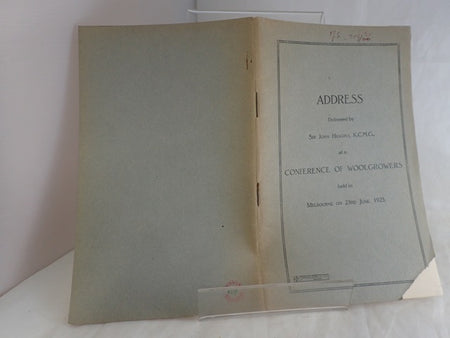 ADDRESS
Delivered by
SIR JOHN HIGGINS, K.C.M.G.,
at a
CONFERENCE OF WOOLGROWERS
held in
MELBOURNE ON 23RD JUNE, 1925